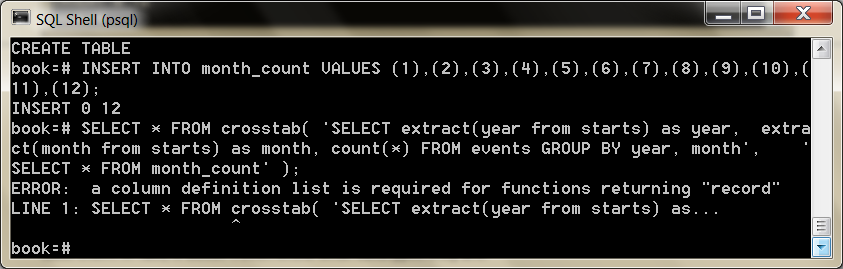 SQL Shell (psql)
CREATE TABLE
book=# INSERT INTO month_count VALUES (1),(2),(3),(4),(5),(6),(7),(8),(9),(10),(
11),(12);
INSERT 0 12
book=# SELECT * FROM crosstab( 'SELECT extract(year from starts) as year,  extra
ct(month from starts) as month, count(*) FROM events GROUP BY year, month',    '
SELECT * FROM month_count' );
ERROR:  a column definition list is required for functions returning "record"
LINE 1: SELECT * FROM crosstab( 'SELECT extract(year from starts) as...
                      ^
book=#